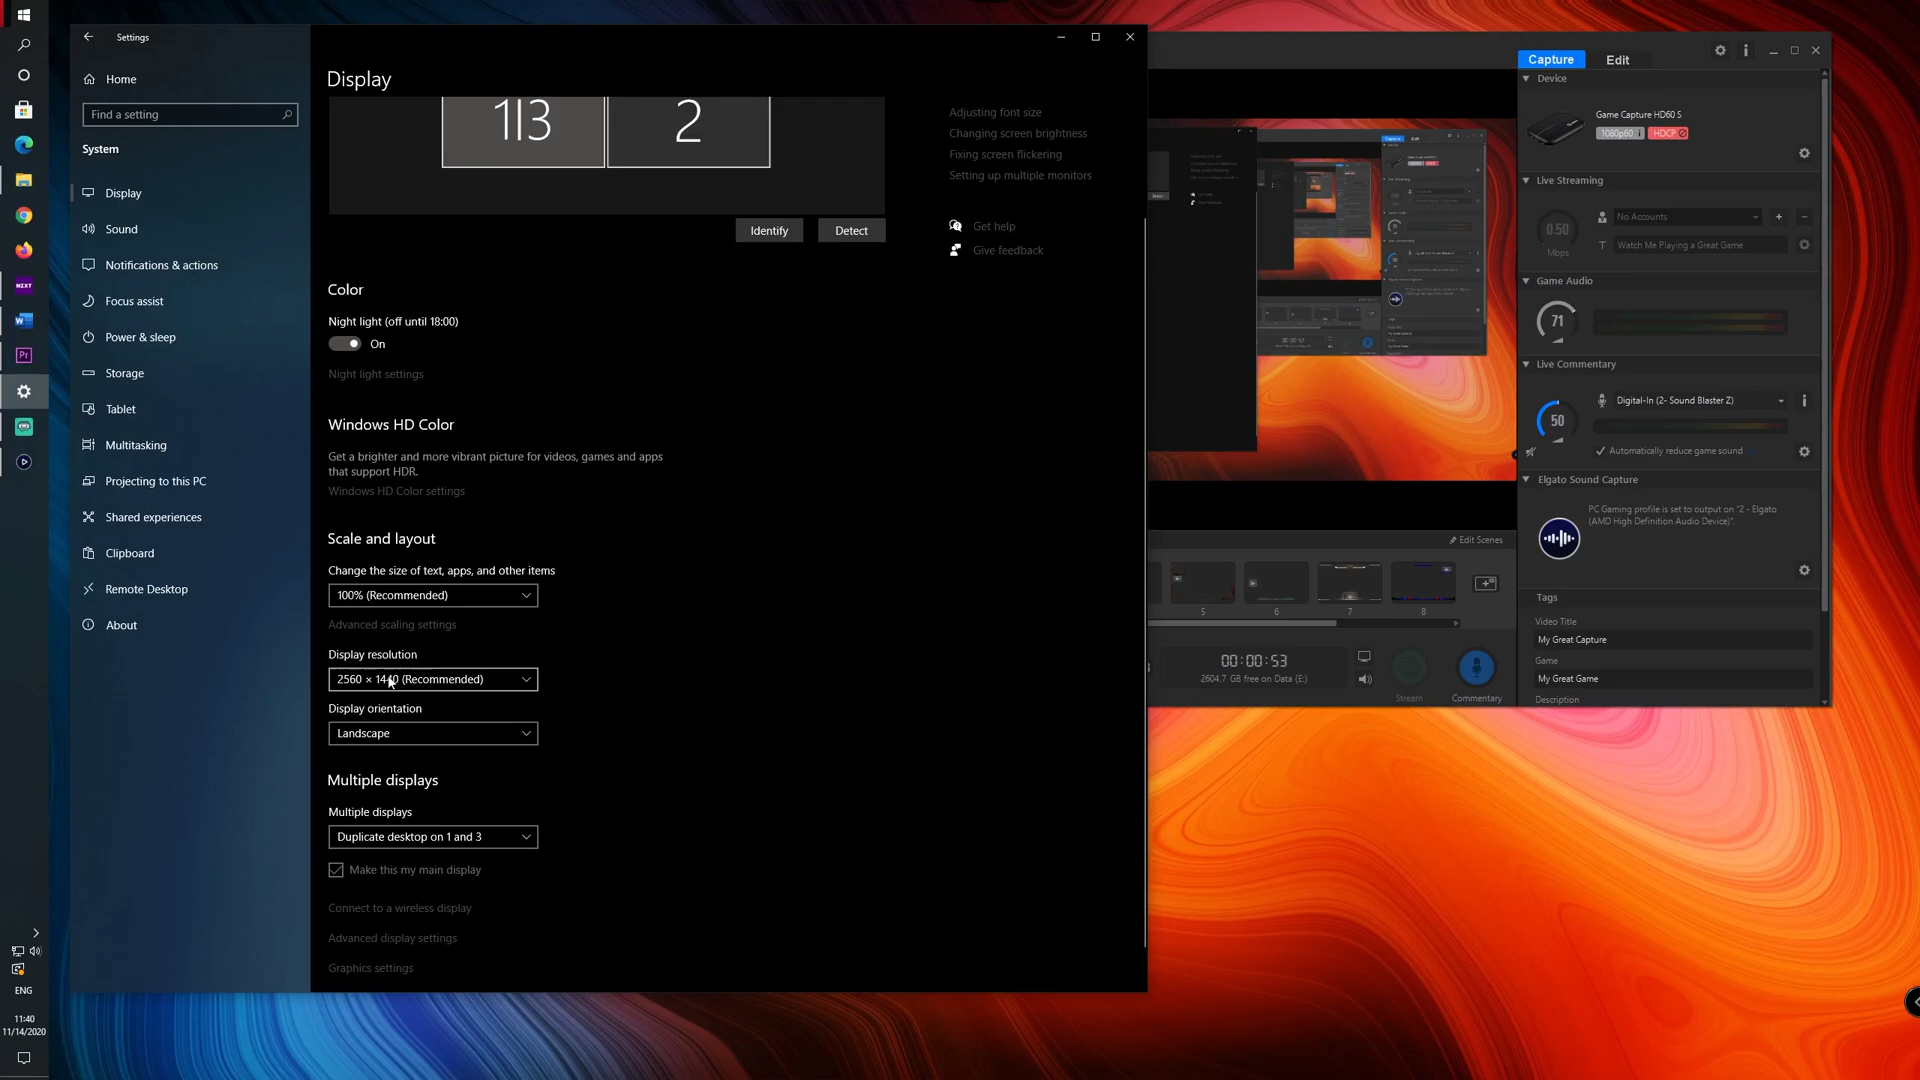 Settings
Home
Find a setting
System
Display
Sound
Notifications & actions
Focus assist
Power & sleep
Storage
Tablet
Multitasking
Projecting to this PC
Shared experiences
Clipboard
Remote Desktop
About
NZXT
Pr
ENG
11:40
11/14/2020
Display
1|3
2
Identify
Detect
Color
Night light (off until 18:00)
On
Night light settings
Windows HD Color
Get a brighter and more vibrant picture for videos, games and apps
that support HDR.
Windows HD Color settings
Scale and layout
Change the size of text, apps, and other items
100% (Recommended)
Advanced scaling settings
Display resolution
2560 × 1440 (Recommended)
Display orientation
Landscape
Multiple displays
Multiple displays
Duplicate desktop on 1 and 3
Make this my main display
Connect to a wireless display
Advanced display settings
Graphics settings
Adjusting font size
Changing screen brightness
Fixing screen flickering
Setting up multiple monitors
Get help
Give feedback
Capture
Edit
Device
Game Capture HD60 S
1080p60
HDCP
Live Streaming
0.50
Mbps
No Accounts
Watch Me Playing a Great Game
Game Audio
71
Live Commentary
50
Digital-In (2- Sound Blaster Z)
Automatically reduce game sound
Elgato Sound Capture
PC Gaming profile is set to output on "2 - Elgato
(AMD High Definition Audio Device)".
Tags
Video Title
My Great Capture
Game
My Great Game
Description
Edit Scenes
5
6
7
8
00:00:53
2604.7 GB free on Data (E:)
Stream
Commentary